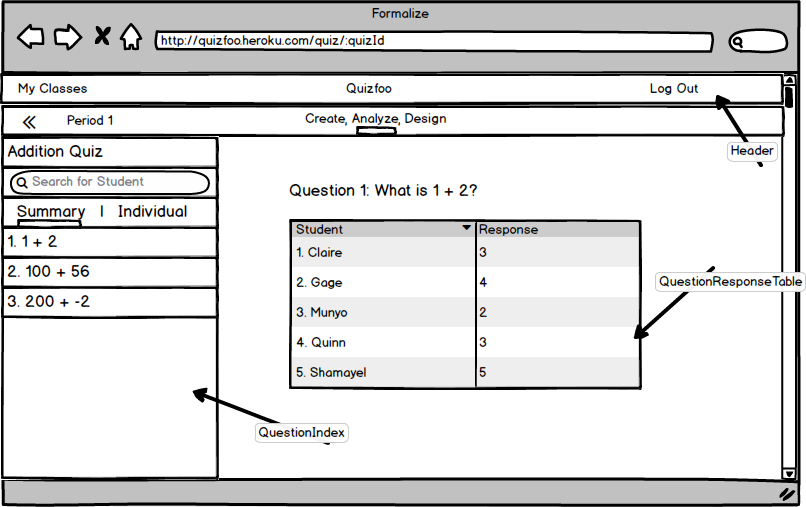 Formalize
http://quizfoo.heroku.com/quiz/:quizId
My Classes Quizfoo Log Out
Period 1 Create, Analyze, Design
Header
Addition Quiz
Search for Student
Summary | Individual
1. 1 + 2
2. 100 + 56
3. 200 + -2
Question 1: What is 1 + 2?
Student Response
1. Claire 3
2. Gage 4
3. Munyo 2
4. Quinn 3
5. Shamayel 5
QuestionResponseTable
QuestionIndex